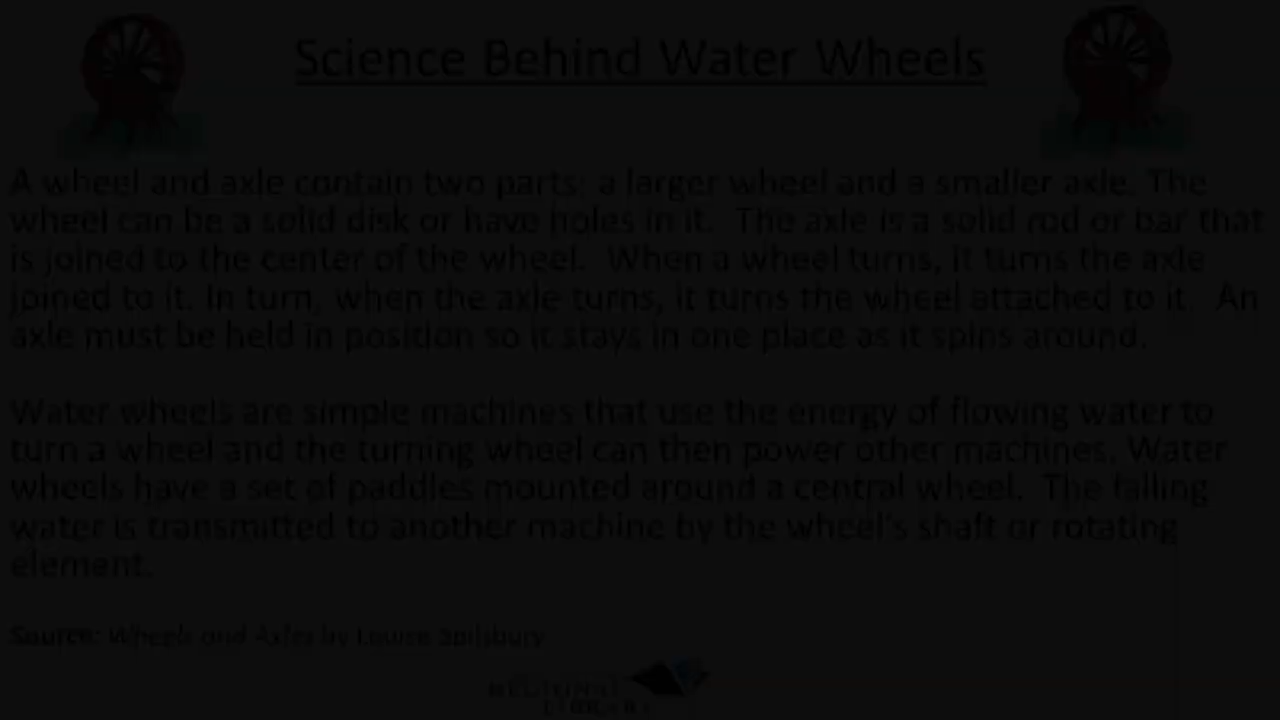 Science Behind Water Wheels
A wheel and axle contain two parts: a larger wheel and a smaller axle. The
wheel can be a solid disk or have holes in it. The axle is a solid rod or bar that
is joined to the center of the wheel. When a wheel turns, it turns the axle
joined to it. In turn, when the axle turns, it turns the wheel attached to it. An
axle must be held in position so it stays in one place as it spins around.
Water wheels are simple machines that use the energy of flowing water to
turn a wheel and the turning wheel can then power other machines. Water
wheels have a set of paddles mounted around a central wheel. The falling
water is transmitted to another machine by the wheel's shaft or rotating
element.
Source: Wheels and Axles by Louise Spilsbury